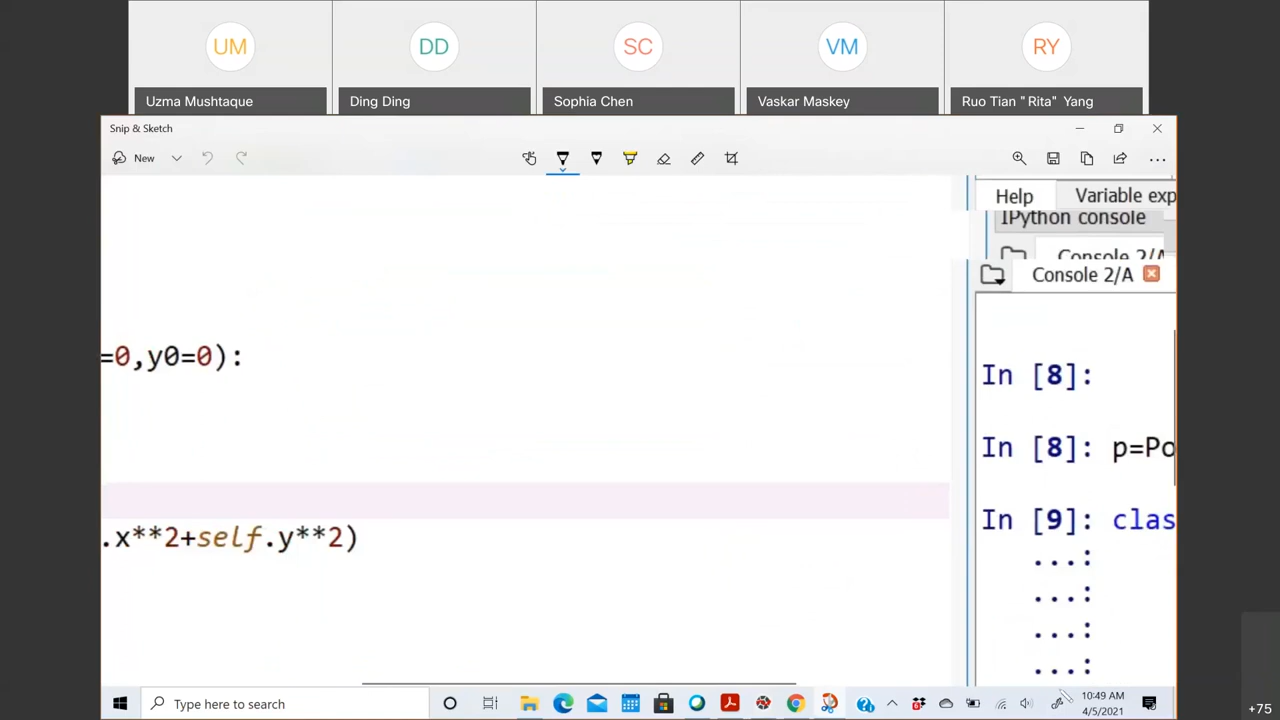 UM
DD
SC
VM
RY
Uzma Mushtaque
Ding Ding
Sophia Chen
Vaskar Maskey
Ruo Tian "Rita" Yang
Snip & Sketch
New
Help
Variable exp
IPython console
Console 2/A
Console 2/A
=0,y0=0):
In [8]:
In [8]: p=Po
In [9]: clas
...:
.x**2+self.y**2)
...:
...:
...:
Type here to search
10:49 AM
4/5/2021
+75